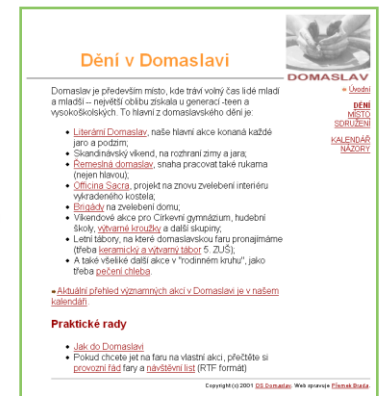 Dění v Domaslavi
DOMASLAV
Domaslav je především místo, kde tráví volný čas lidé mladí
a mladší -- největší oblibu získala u generací -teen a
vysokoškolských. To hlavní z domaslavského dění je:
Literární Domaslav, naše hlavní akce konaná každé
jaro a podzim;
Skandinávský víkend, na rozhraní zimy a jara;
Řemeslná domaslav, snaha pracovat také rukama
(nejen hlavou);
Officina Sacra, projekt na znovu zvelebení interiéru
vykradeného kostela;
Brigády na zvelebení domu;
Víkendové akce pro Církevní gymnázium, hudební
školy, výtvarné kroužky a další skupiny;
Letní tábory, na které domaslavskou faru pronajímáme
(třeba keramický a výtvarný tábor 5. ZUŠ);
A také všeliké další akce v "rodinném kruhu", jako
třeba pečení chleba.
Aktuální přehled významných akcí v Domaslavi je v našem
kalendáři.
Praktické rady
Jak do Domaslavi
Pokud chcete jet na faru na vlastní akci, přečtěte si
provozní řád fary a návštěvní list (RTF formát)
Úvodní
DĚNÍ
MÍSTO
SDRUŽENÍ
KALENDÁŘ
NÁZORY
Copyright (c) 2001 OS Domaslav. Web spravuje Přemek Brada.